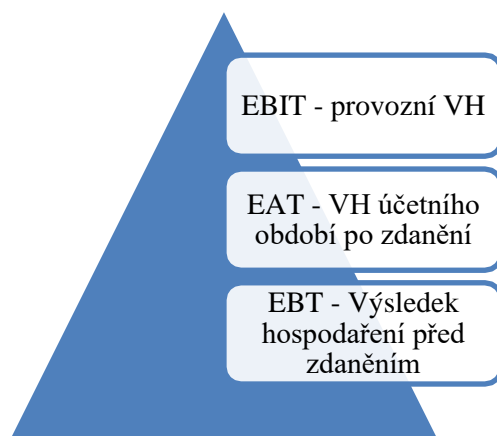 EBIT - provozní VH
EAT - VH účetního
období po zdanění
EBT - Výsledek
hospodaření před
zdaněním